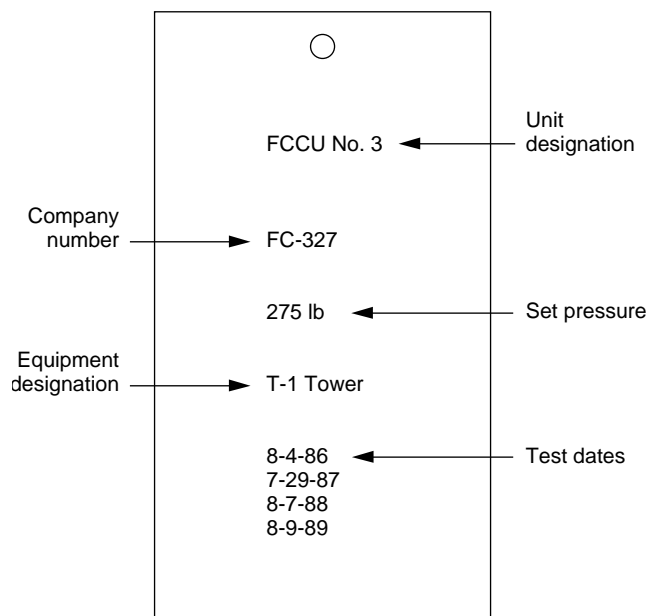 Unit
designation
FCCU No. 3
Company
number
FC-327
275 lb
Set pressure
Equipment
designation
T-1 Tower
8-4-86
Test dates
7-29-87
8-7-88
8-9-89